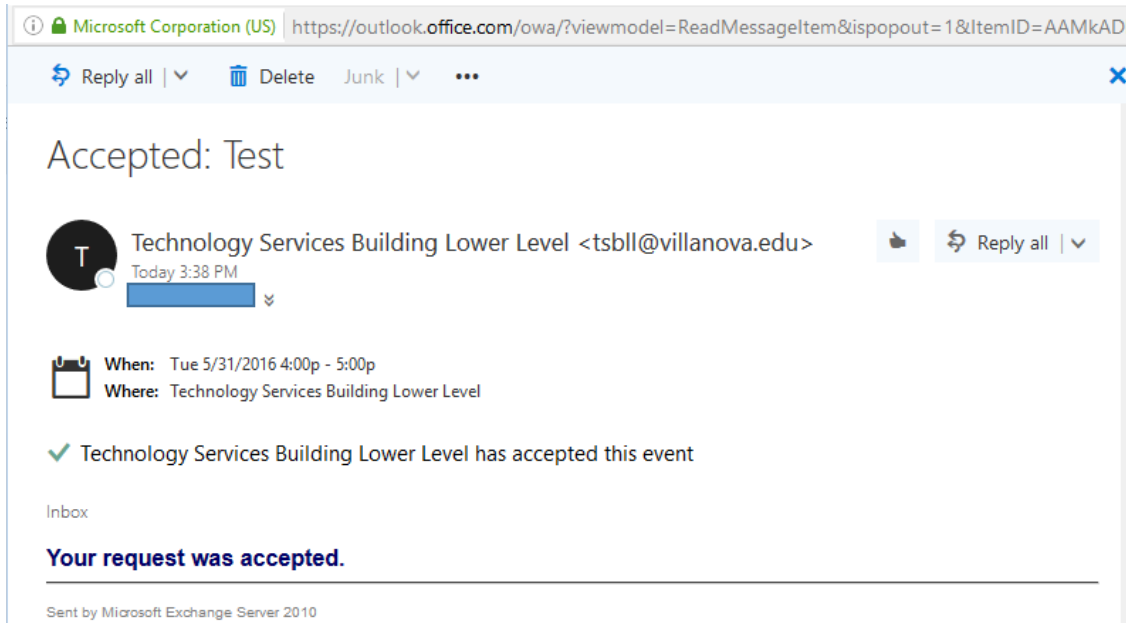 Microsoft Corporation (US) https://outlook.office.com/owa/?viewmodel=ReadMessageItem&ispopout=1&ItemID=AAMkAD
Reply all | Delete Junk | •••
Accepted: Test
T
Technology Services Building Lower Level <tsbll@villanova.edu>
Reply all |
Today 3:38 PM
When: Tue 5/31/2016 4:00p - 5:00p
Where: Technology Services Building Lower Level
Technology Services Building Lower Level has accepted this event
Inbox
Your request was accepted.
Sent by Microsoft Exchange Server 2010